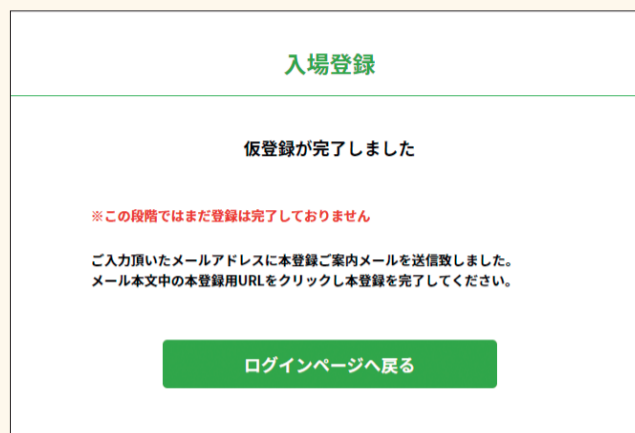 入場登録
仮登録が完了しました
※この段階ではまだ登録は完了しておりません
ご入力頂いたメールアドレスに本登録ご案内メールを送信致しました。
メール本文中の本登録用URLをクリックし本登録を完了してください。
ログインページへ戻る